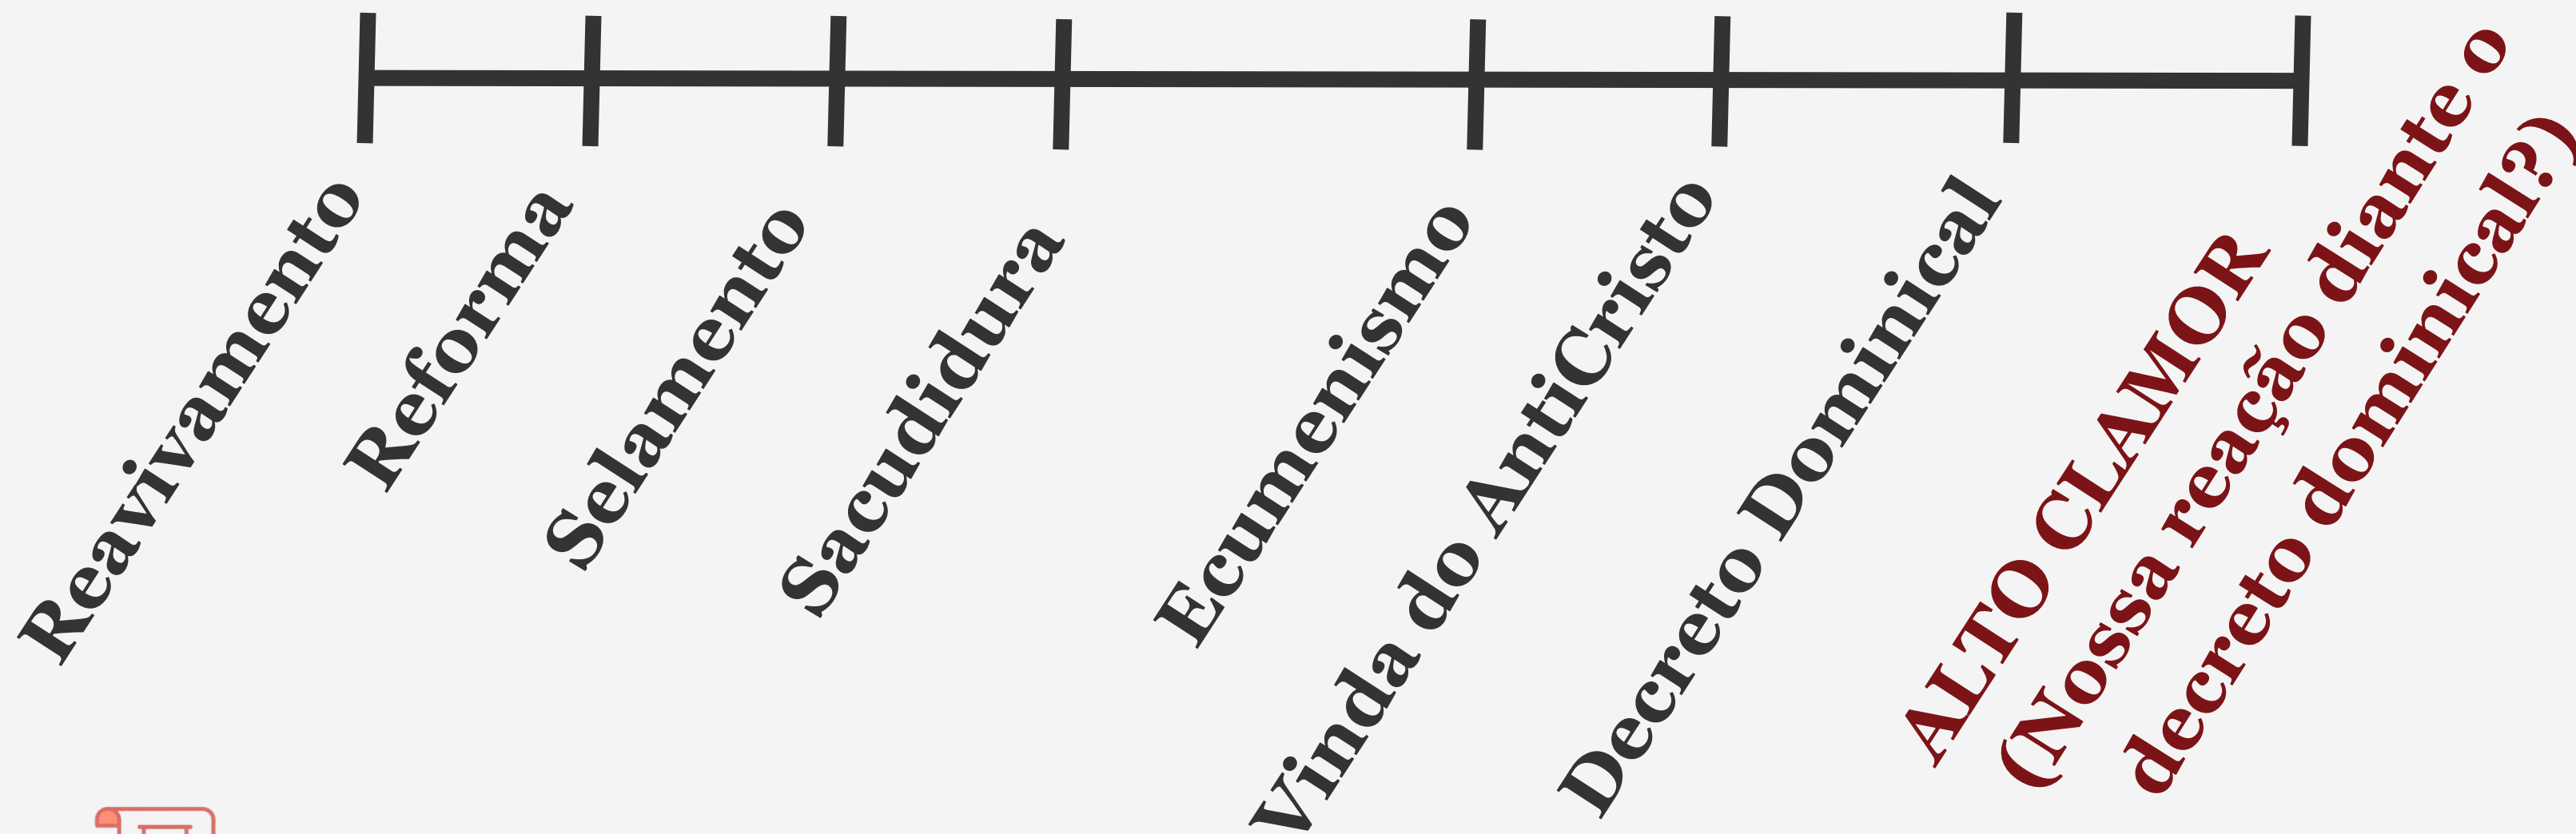 Reavivamento
Reforma
Selamento
Sacudidura
Ecumenismo
Vinda do AntiCristo
Decreto Dominical
ALTO CLAMOR
(Nossa reação diante o
decreto dominical?)